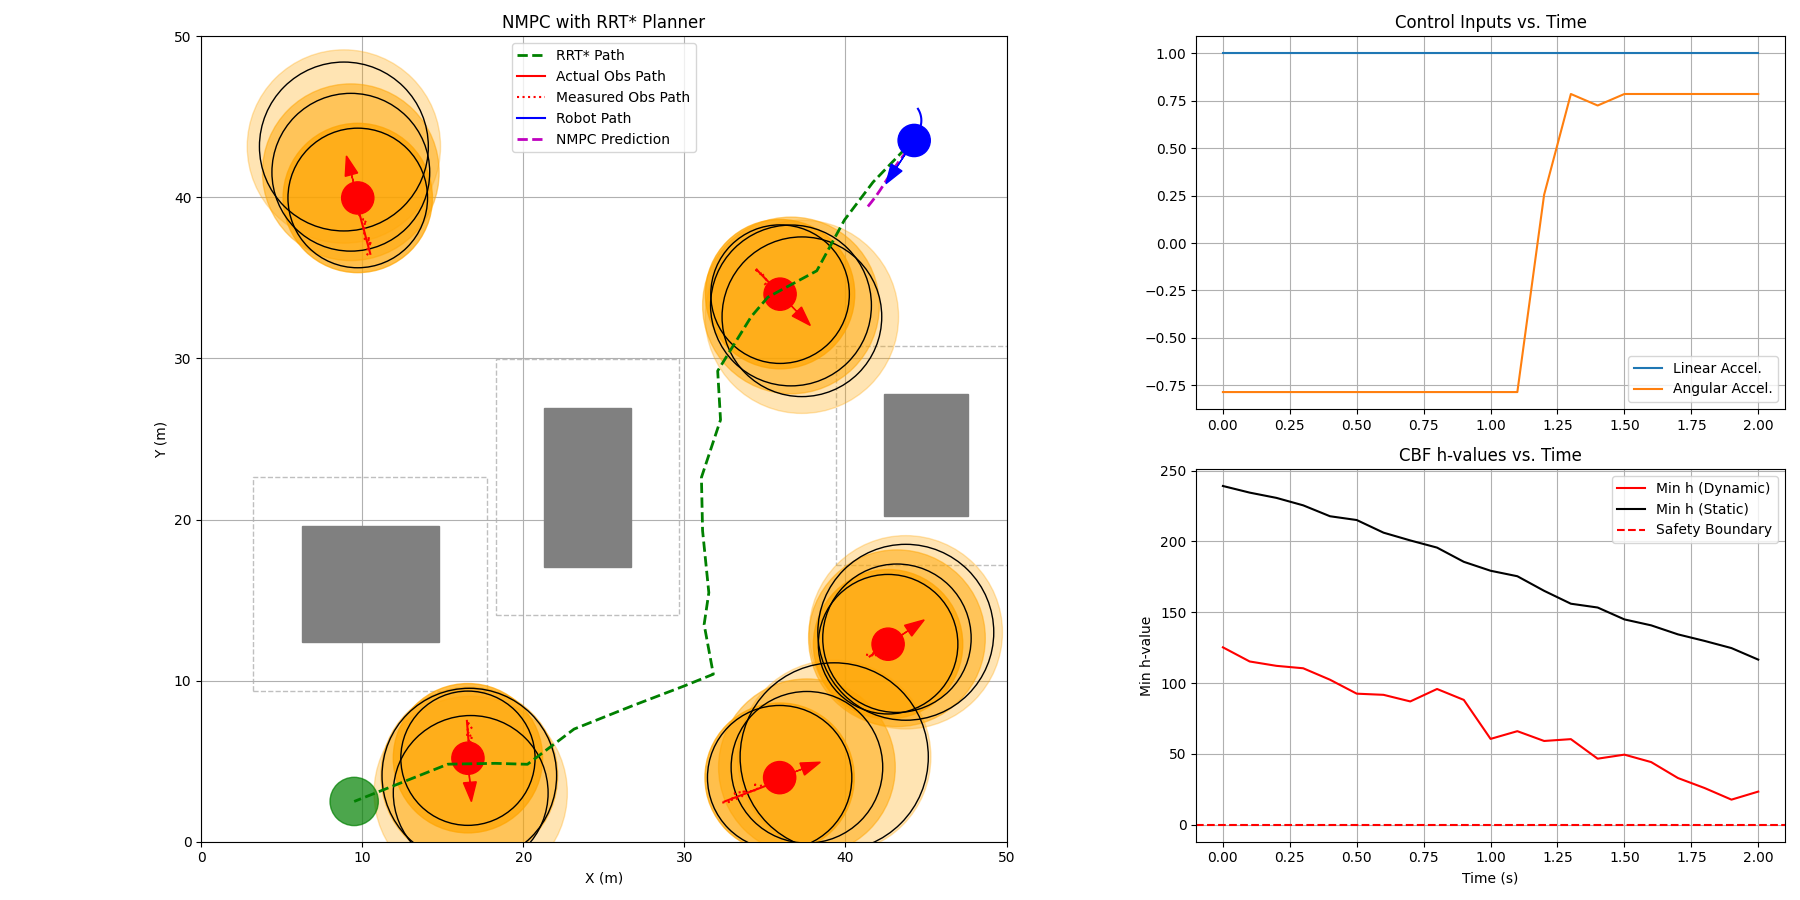 NMPC with RRT* Planner
50
40
30
20
10
0
Y (m)
0 10 20 30 40 50
X (m)
RRT* Path
Actual Obs Path
Measured Obs Path
Robot Path
NMPC Prediction
Control Inputs vs. Time
1.00
0.75
0.50
0.25
0.00
−0.25
−0.50
−0.75
0.00 0.25 0.50 0.75 1.00 1.25 1.50 1.75 2.00
Linear Accel.
Angular Accel.
CBF h-values vs. Time
250
200
150
100
50
0
Min h-value
0.00 0.25 0.50 0.75 1.00 1.25 1.50 1.75 2.00
Time (s)
Min h (Dynamic)
Min h (Static)
Safety Boundary